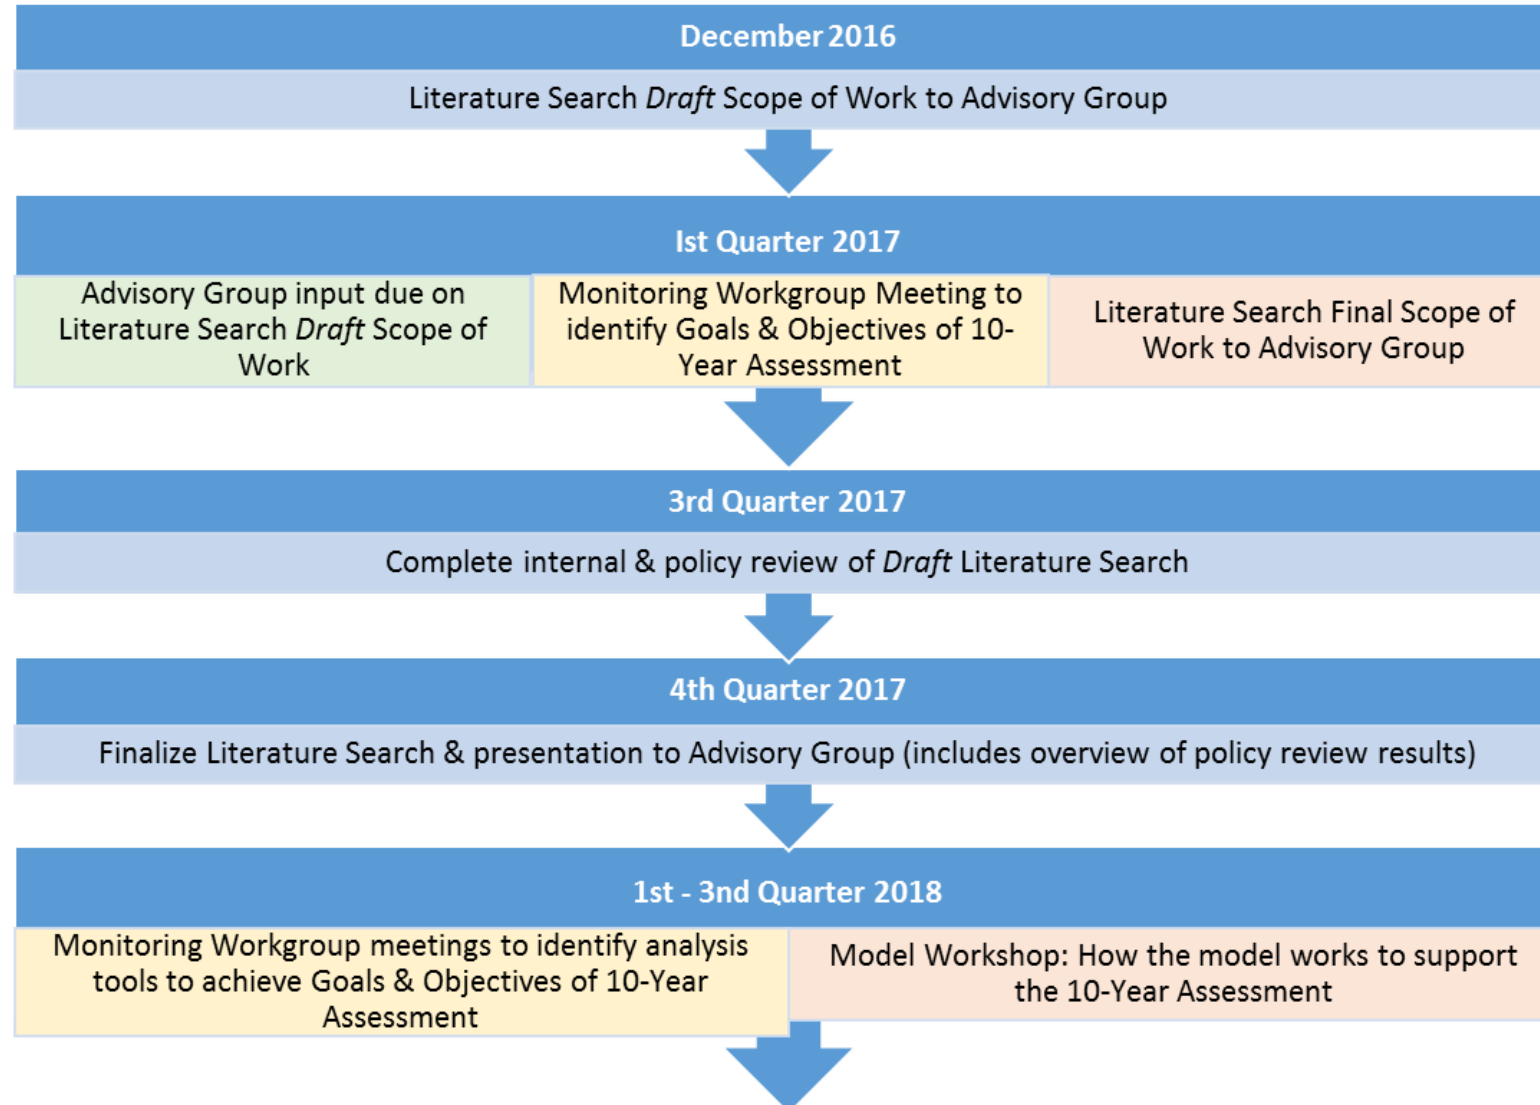 December 2016
Literature Search Draft Scope of Work to Advisory Group
Ist Quarter 2017
Advisory Group input due on
Literature Search Draft Scope of
Work
Monitoring Workgroup Meeting to
identify Goals & Objectives of 10-
Year Assessment
Literature Search Final Scope of
Work to Advisory Group
3rd Quarter 2017
Complete internal & policy review of Draft Literature Search
4th Quarter 2017
Finalize Literature Search & presentation to Advisory Group (includes overview of policy review results)
1st - 3nd Quarter 2018
Monitoring Workgroup meetings to identify analysis
tools to achieve Goals & Objectives of 10-Year
Assessment
Model Workshop: How the model works to support
the 10-Year Assessment